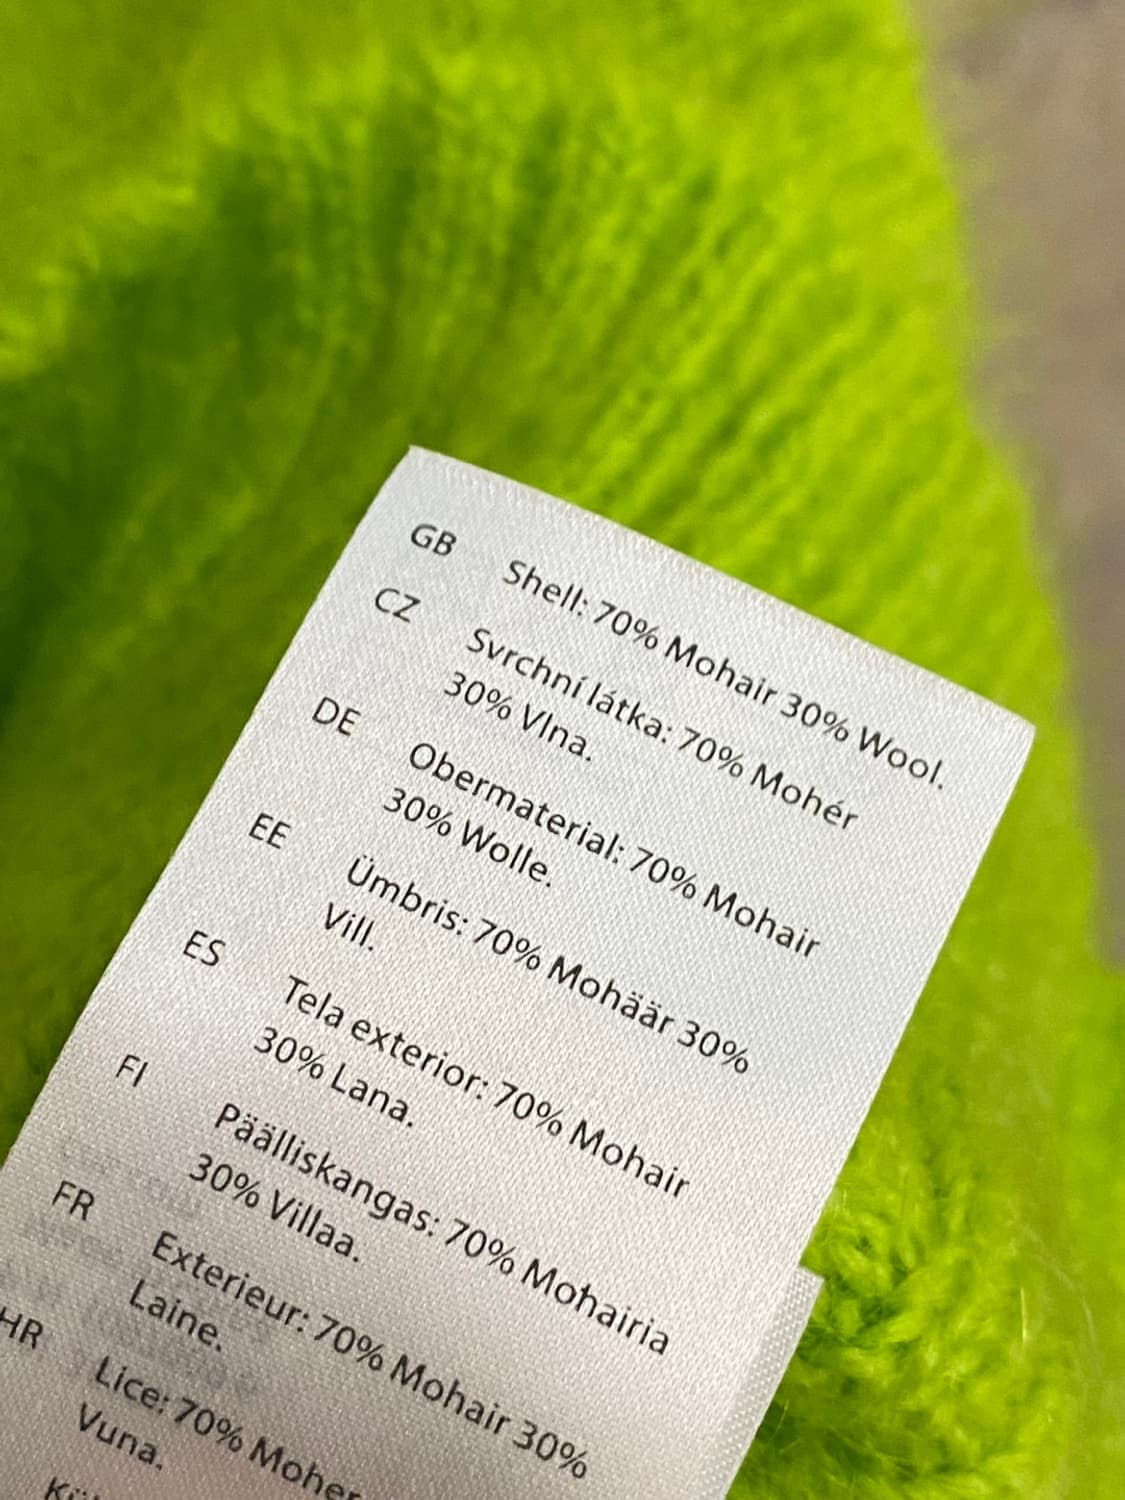 GB Shell: 70% Mohair 30% Wool.
CZ Svrchní látka: 70% Mohér
30% Vlna.
DE Obermaterial: 70% Mohair
30% Wolle.
EE Ümbris: 70% Mohäär 30%
Vill.
ES Tela exterior: 70% Mohair
30% Lana.
FI Päälliskangas: 70% Mohairia
30% Villaa.
FR Exterieur: 70% Mohair 30%
Laine.
HR Lice: 70% Moher
Vuna.